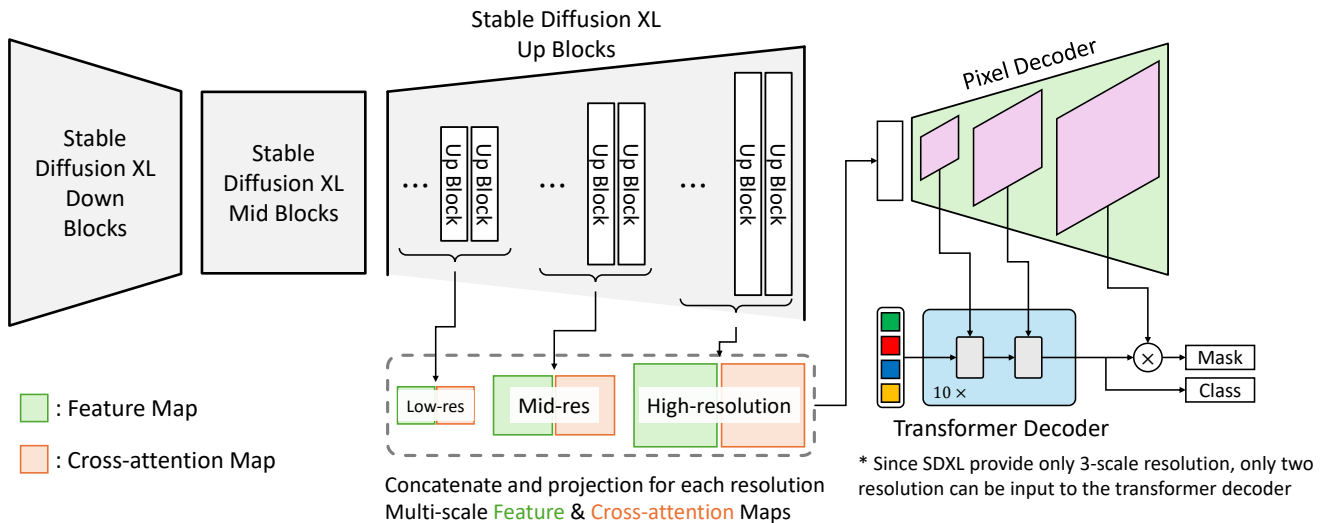 Stable Diffusion XL
Up Blocks
Pixel Decoder
Stable
Diffusion XL
Down
Blocks
Stable
Diffusion XL
Mid Blocks
...
Up Block
Up Block
...
Up Block
Up Block
...
Up Block
Up Block
Low-res
Mid-res
High-resolution
10 ×
×
Mask
Class
Transformer Decoder
: Feature Map
: Cross-attention Map
Concatenate and projection for each resolution
Multi-scale Feature & Cross-attention Maps
* Since SDXL provide only 3-scale resolution, only two
resolution can be input to the transformer decoder